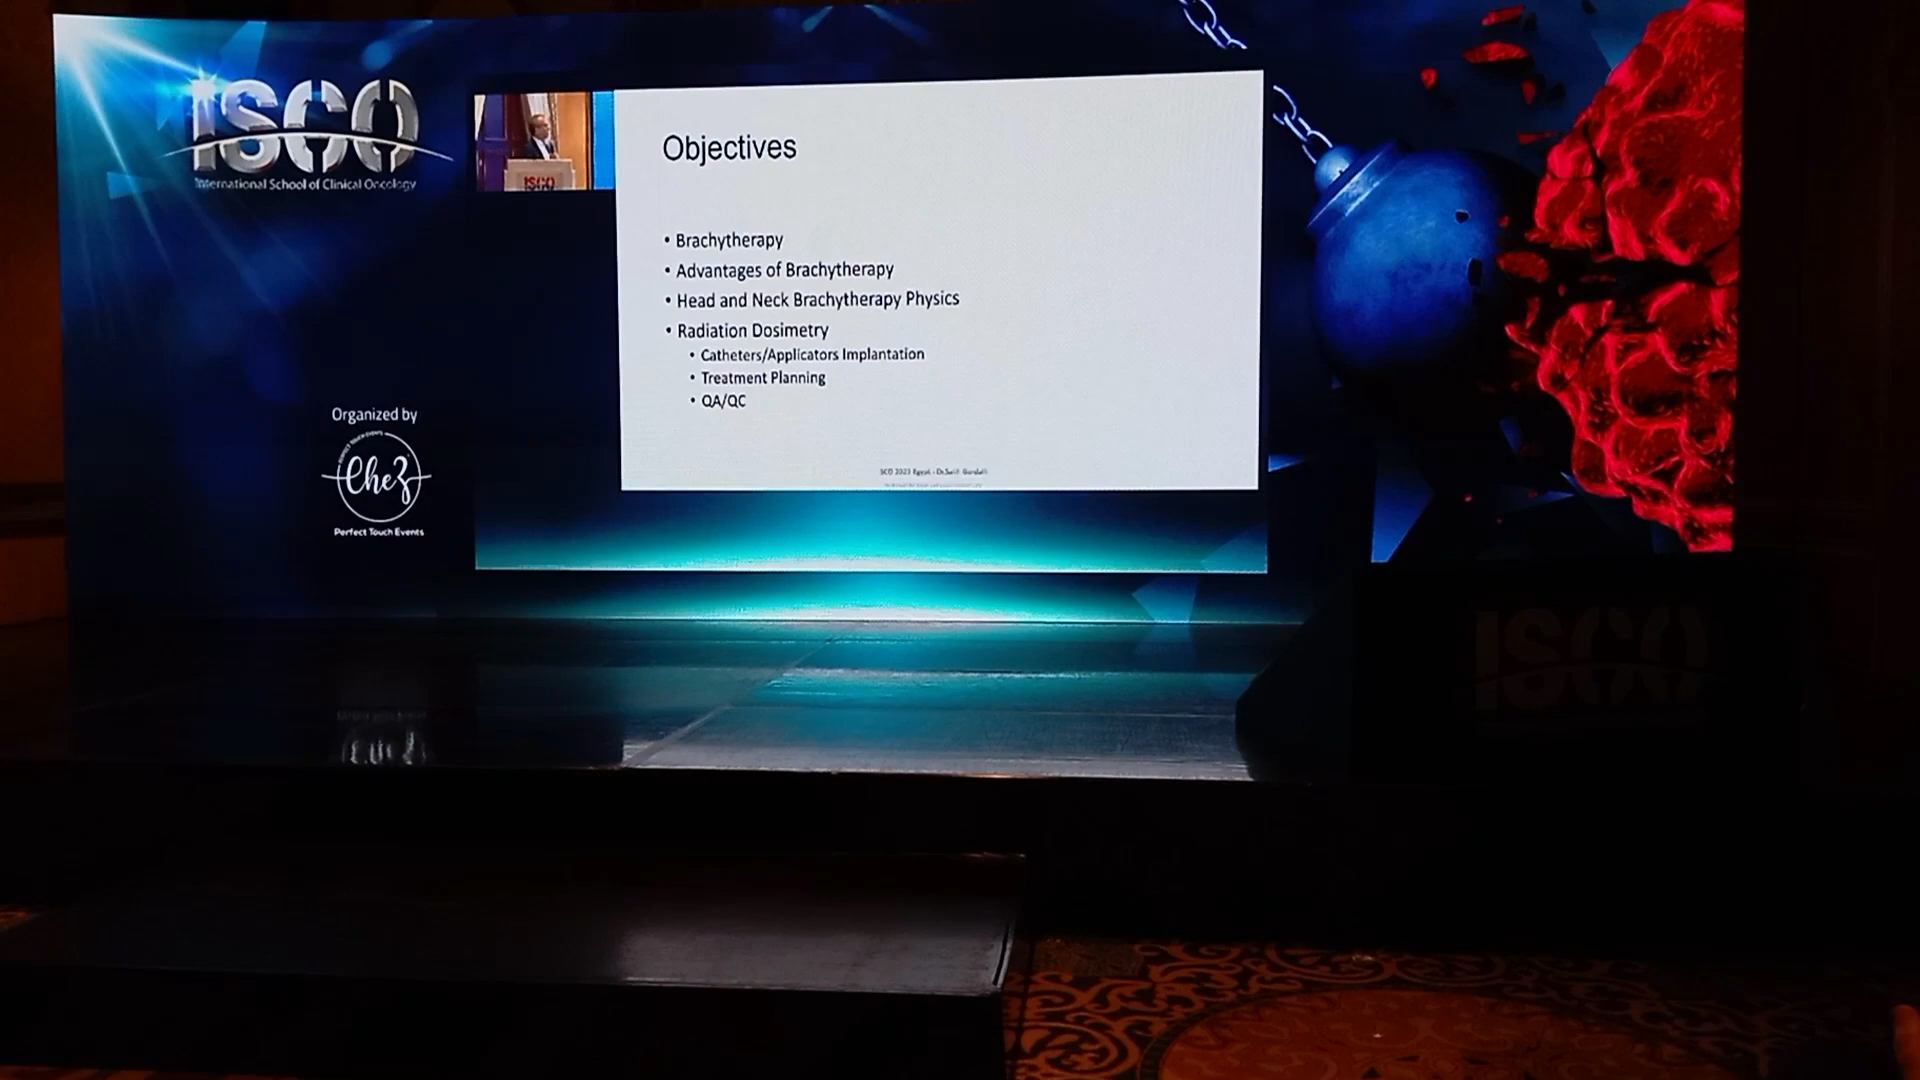 ISCO
International School of Clinical Oncology
ISCO
Objectives
• Brachytherapy
• Advantages of Brachytherapy
• Head and Neck Brachytherapy Physics
• Radiation Dosimetry
• Catheters/Applicators Implantation
• Treatment Planning
• QA/QC
Organized by
Chez
Perfect Touch Events
ISCO